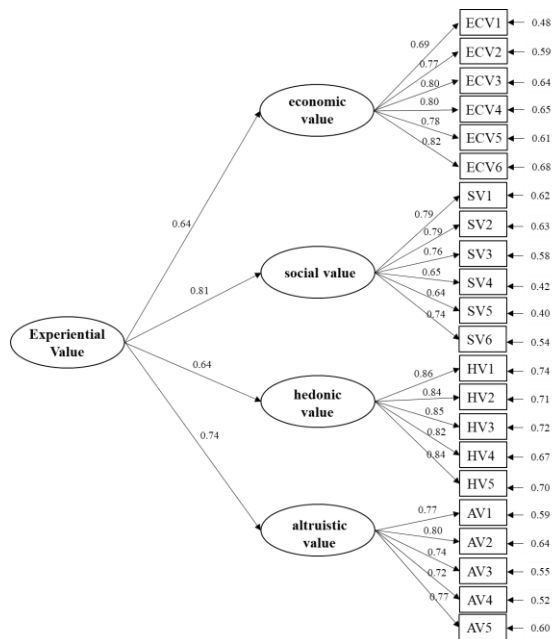 ECV1
0.48
0.69
ECV2
0.59
0.77
ECV3
0.64
0.80
economic
value
0.80
ECV4
0.65
0.78
ECV5
0.61
0.82
ECV6
0.68
0.64
SV1
0.62
0.79
SV2
0.63
0.79
SV3
0.58
0.76
social value
0.65
SV4
0.42
0.64
SV5
0.40
0.74
SV6
0.54
0.81
Experiential
Value
0.64
HV1
0.74
0.86
HV2
0.71
0.84
hedonic
value
0.85
HV3
0.72
0.82
HV4
0.67
0.84
HV5
0.70
0.74
AV1
0.59
0.77
AV2
0.64
0.80
altruistic
value
0.74
AV3
0.55
0.72
AV4
0.52
0.77
AV5
0.60